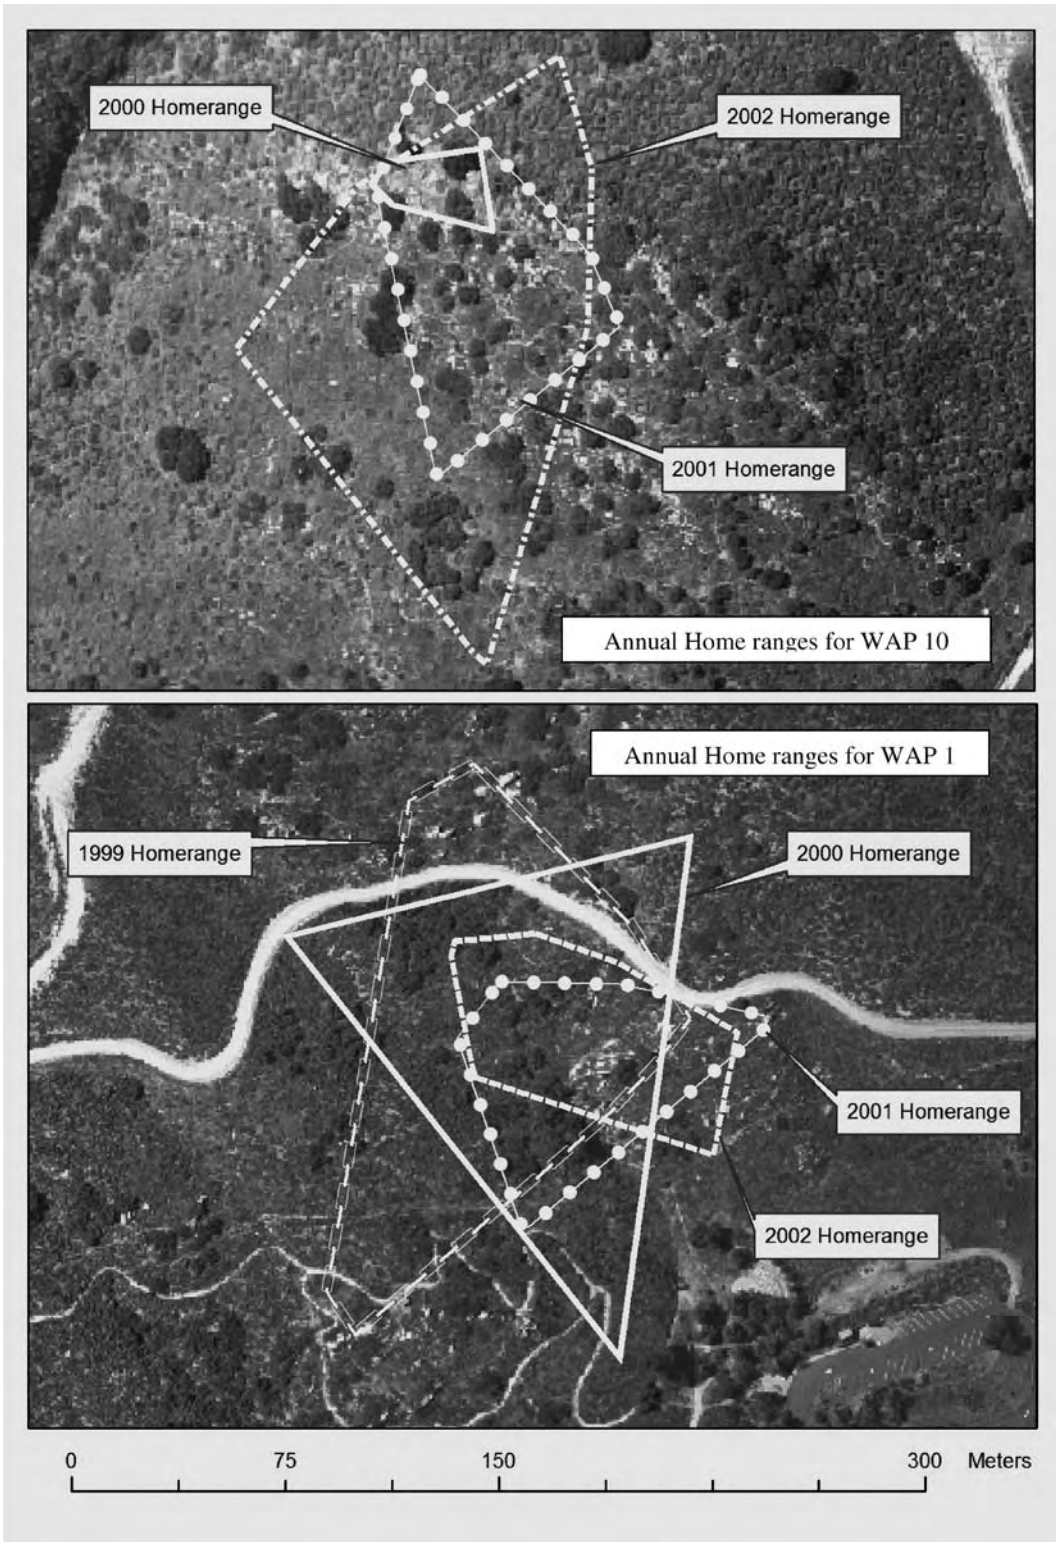 2000 Homerange
2002 Homerange
2001 Homerange
Annual Home ranges for WAP 10
Annual Home ranges for WAP 1
1999 Homerange
2000 Homerange
2001 Homerange
2002 Homerange
0 75 150 300 Meters